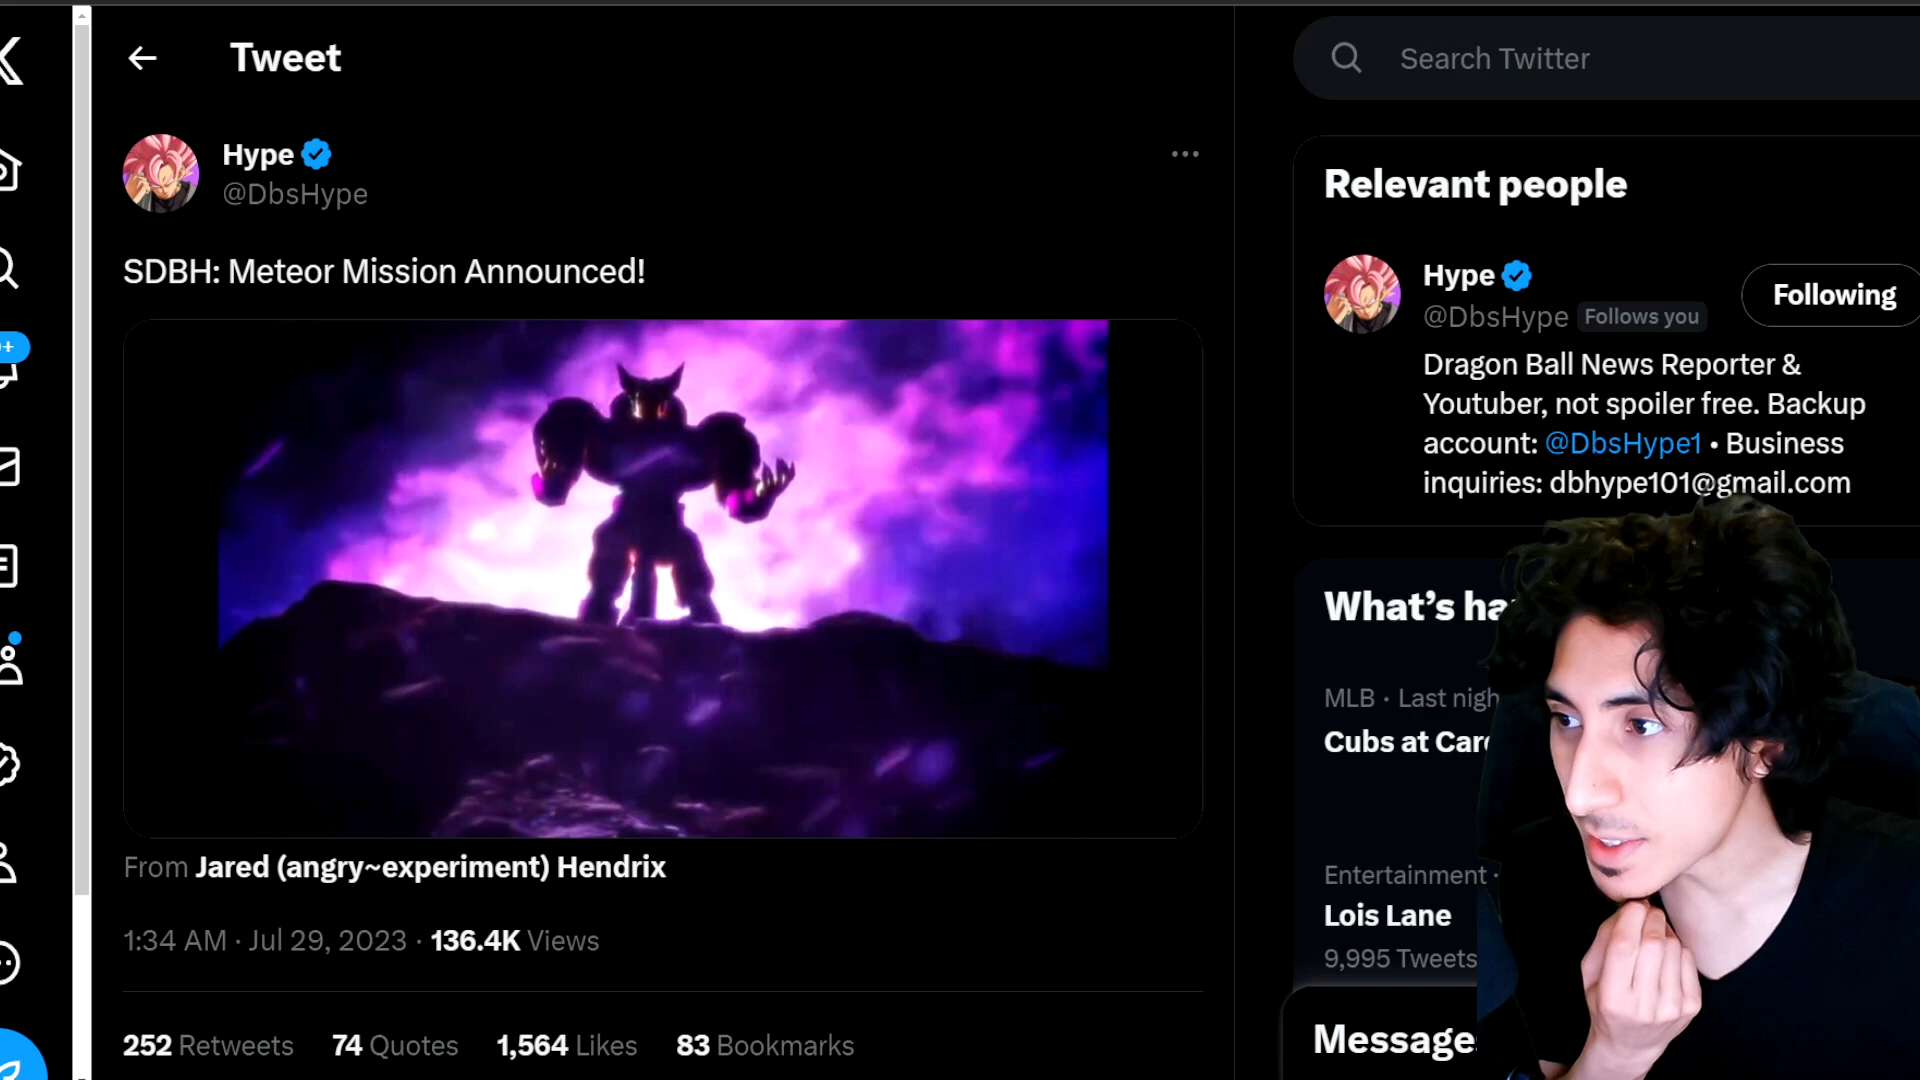 Tweet
Search Twitter
Hype
@DbsHype
SDBH: Meteor Mission Announced!
From Jared (angry~experiment) Hendrix
1:34 AM · Jul 29, 2023 · 136.4K Views
252 Retweets 74 Quotes 1,564 Likes 83 Bookmarks
Relevant people
Hype
@DbsHype Follows you
Following
Dragon Ball News Reporter &
Youtuber, not spoiler free. Backup
account: @DbsHype1 • Business
inquiries: dbhype101@gmail.com
What's
MLB · Last
Cubs at
Entertainment ·
Lois Lane
9,995 Tweets